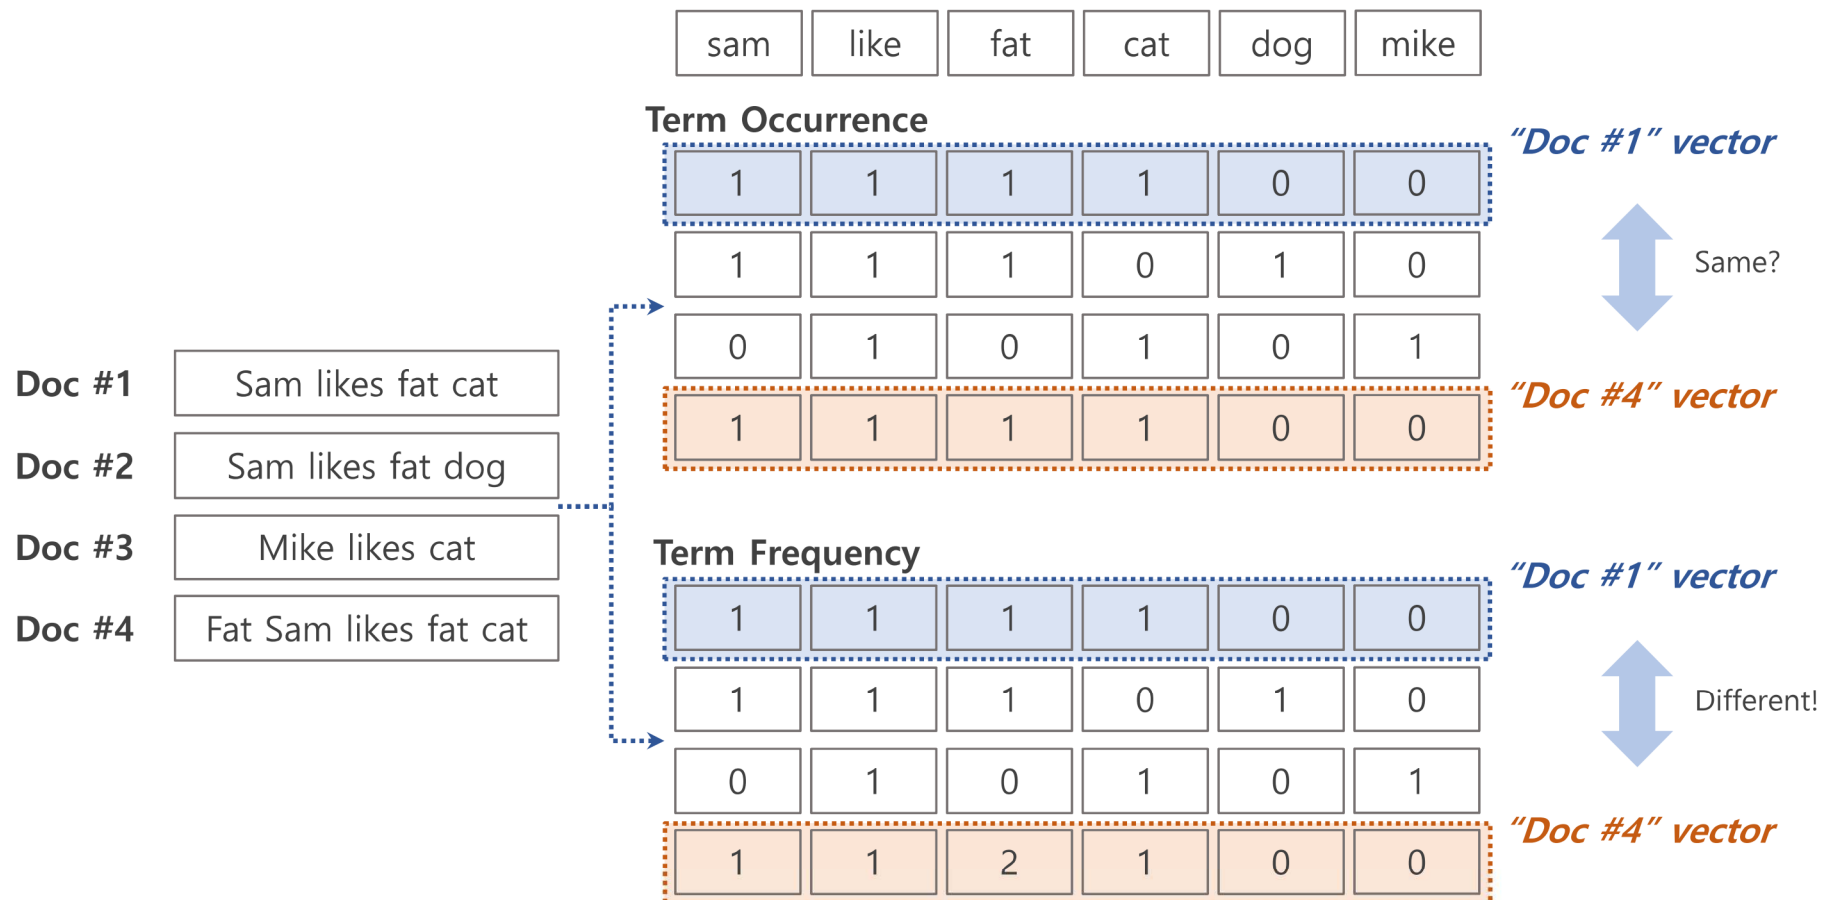 sam like fat cat dog mike
Term Occurrence
"Doc #1" vector
1 1 1 1 0 0
1 1 1 0 1 0
Same?
0 1 0 1 0 1
"Doc #4" vector
1 1 1 1 0 0
Doc #1 Sam likes fat cat
Doc #2 Sam likes fat dog
Doc #3 Mike likes cat
Doc #4 Fat Sam likes fat cat
Term Frequency
"Doc #1" vector
1 1 1 1 0 0
1 1 1 0 1 0
Different!
0 1 0 1 0 1
"Doc #4" vector
1 1 2 1 0 0